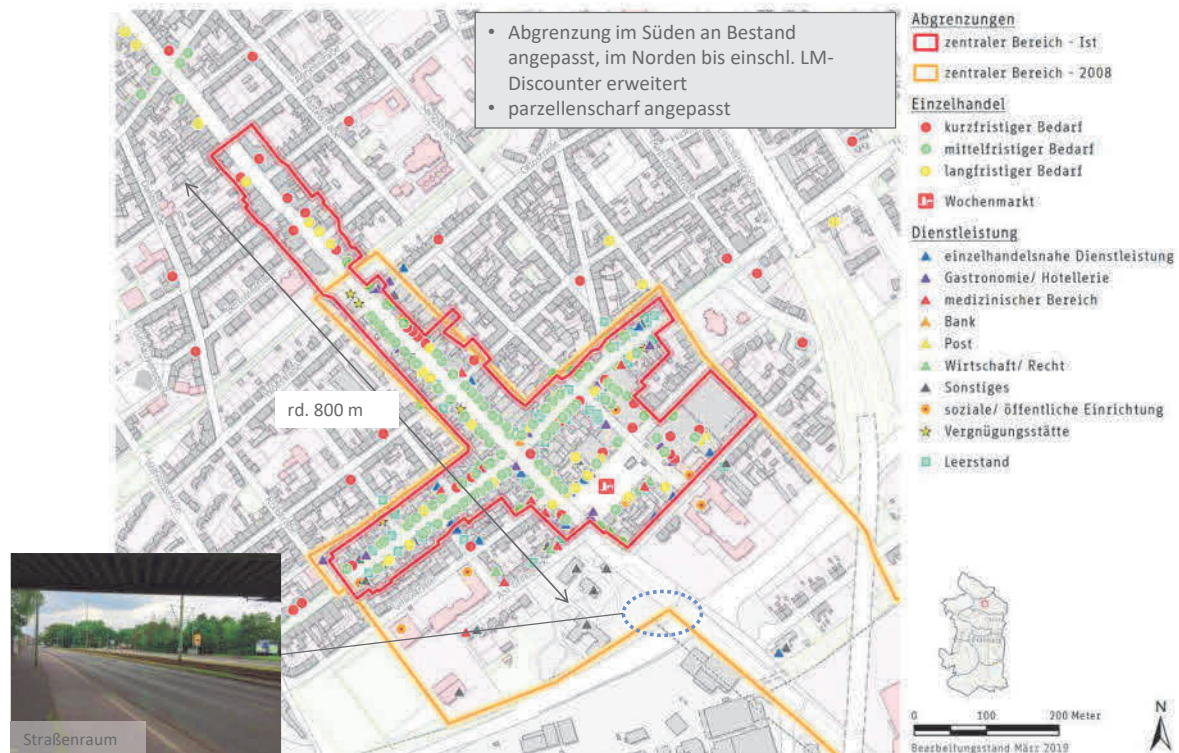 • Abgrenzung im Süden an Bestand
angepasst, im Norden bis einschl. LM-
Discounter erweitert
• parzellenscharf angepasst
rd. 800 m
Straßenraum
Abgrenzungen
zentraler Bereich - Ist
zentraler Bereich - 2008
Einzelhandel
kurzfristiger Bedarf
mittelfristiger Bedarf
langfristiger Bedarf
Wochenmarkt
Dienstleistung
einzelhandelsnahe Dienstleistung
Gastronomie/ Hotellerie
medizinischer Bereich
Bank
Post
Wirtschaft/ Recht
Sonstiges
soziale/ öffentliche Einrichtung
Vergnügungsstätte
Leerstand
N
0 100 200 Meter
Bearbeitungsstand März 2019